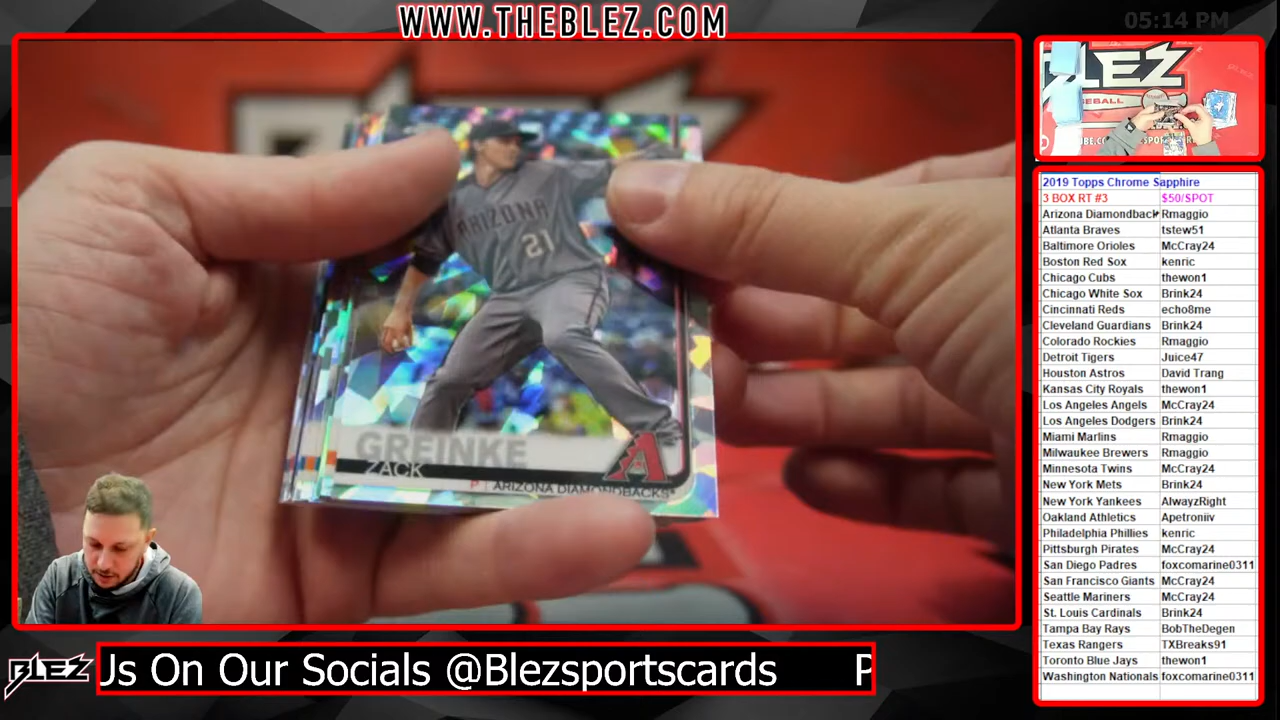 WWW.THEBLEZ.COM
05:14 PM
ARIZONA
21
GREINKE
ZACK
P | ARIZONA DIAMONDBACKS
LEZ
BASEBALL
2019 Topps Chrome Sapphire
3 BOX RT #3 $50/SPOT
Arizona Diamondback Rmaggio
Atlanta Braves tstew51
Baltimore Orioles McCray24
Boston Red Sox kenric
Chicago Cubs thewon1
Chicago White Sox Brink24
Cincinnati Reds echo8me
Cleveland Guardians Brink24
Colorado Rockies Rmaggio
Detroit Tigers Juice47
Houston Astros David Trang
Kansas City Royals thewon1
Los Angeles Angels McCray24
Los Angeles Dodgers Brink24
Miami Marlins Rmaggio
Milwaukee Brewers Rmaggio
Minnesota Twins McCray24
New York Mets Brink24
New York Yankees AlwayzRight
Oakland Athletics Apetroniiv
Philadelphia Phillies kenric
Pittsburgh Pirates McCray24
San Diego Padres foxcomarine0311
San Francisco Giants McCray24
Seattle Mariners McCray24
St. Louis Cardinals Brink24
Tampa Bay Rays BobTheDegen
Texas Rangers TXBreaks91
Toronto Blue Jays thewon1
Washington Nationals foxcomarine0311
BLEZ
Js On Our Socials @Blezsportscards P